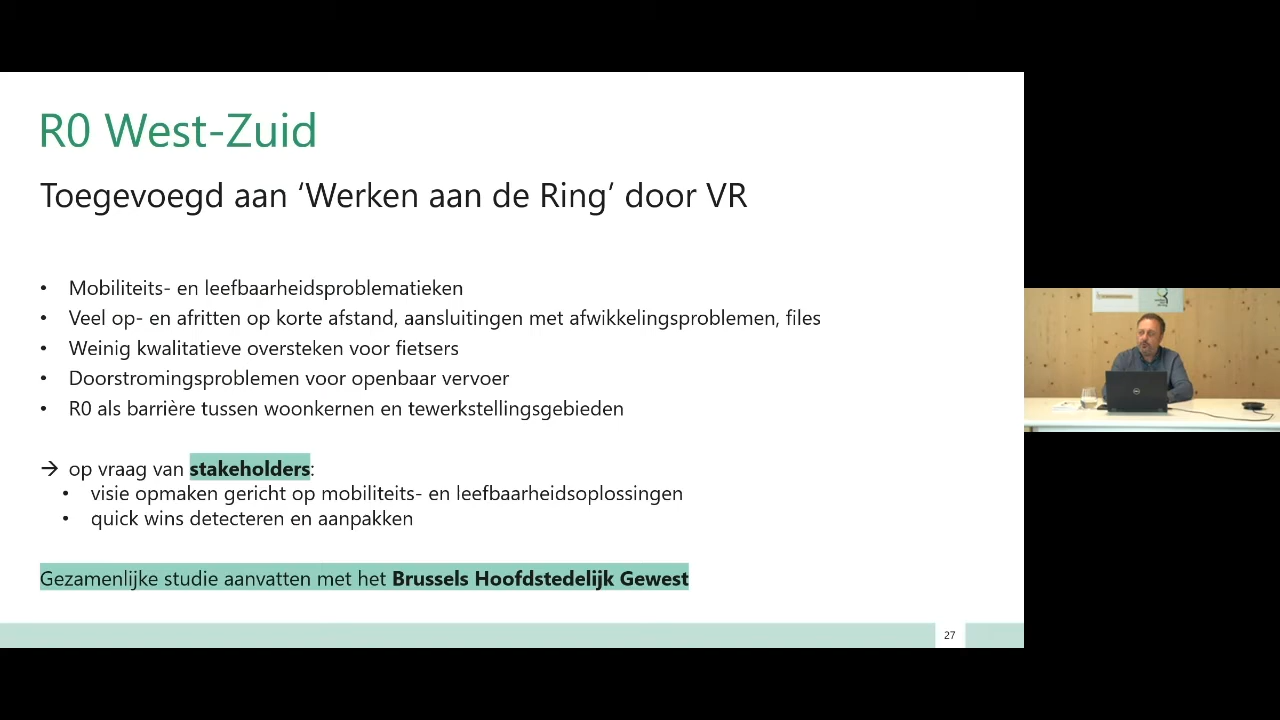 R0 West-Zuid
Toegevoegd aan ‘Werken aan de Ring’ door VR
• Mobiliteits- en leefbaarheidsproblematieken
• Veel op- en afritten op korte afstand, aansluitingen met afwikkelingsproblemen, files
• Weinig kwalitatieve oversteken voor fietsers
• Doorstromingsproblemen voor openbaar vervoer
• R0 als barrière tussen woonkernen en tewerkstellingsgebieden
→ op vraag van stakeholders:
• visie opmaken gericht op mobiliteits- en leefbaarheidsoplossingen
• quick wins detecteren en aanpakken
Gezamenlijke studie aanvatten met het Brussels Hoofdstedelijk Gewest
27